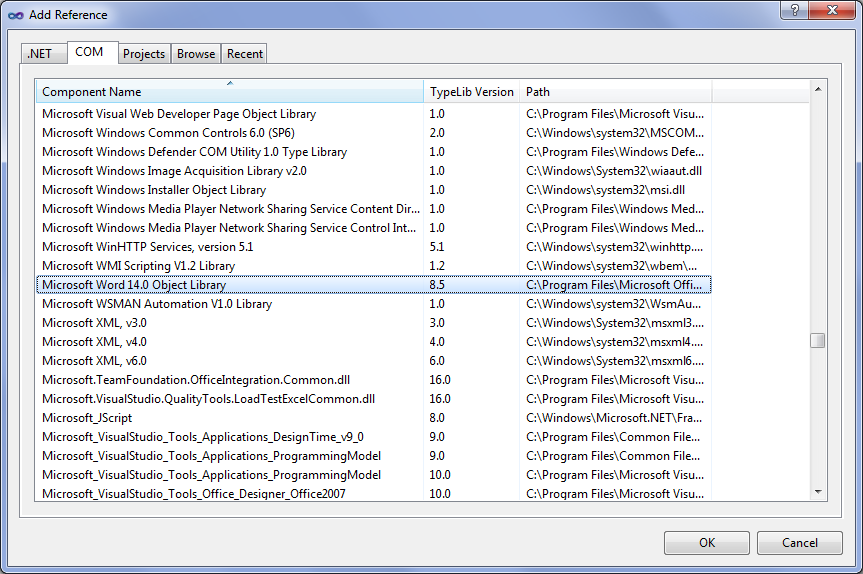 Add Reference
.NET COM Projects Browse Recent
Component Name TypeLib Version Path
Microsoft Visual Web Developer Page Object Library 1.0 C:\Program Files\Microsoft Visu...
Microsoft Windows Common Controls 6.0 (SP6) 2.0 C:\Windows\system32\MSCOM...
Microsoft Windows Defender COM Utility 1.0 Type Library 1.0 C:\Program Files\Windows Defe...
Microsoft Windows Image Acquisition Library v2.0 1.0 C:\Windows\System32\wiaaut.dll
Microsoft Windows Installer Object Library 1.0 C:\Windows\system32\msi.dll
Microsoft Windows Media Player Network Sharing Service Content Dir... 1.0 C:\Program Files\Windows Med...
Microsoft Windows Media Player Network Sharing Service Control Int... 1.0 C:\Program Files\Windows Med...
Microsoft WinHTTP Services, version 5.1 5.1 C:\Windows\system32\winhttp....
Microsoft WMI Scripting V1.2 Library 1.2 C:\Windows\system32\wbem\...
Microsoft Word 14.0 Object Library 8.5 C:\Program Files\Microsoft Offi...
Microsoft WSMAN Automation V1.0 Library 1.0 C:\Windows\system32\WsmAu...
Microsoft XML, v3.0 3.0 C:\Windows\System32\msxml3....
Microsoft XML, v4.0 4.0 C:\Windows\system32\msxml4....
Microsoft XML, v6.0 6.0 C:\Windows\System32\msxml6....
Microsoft.TeamFoundation.OfficeIntegration.Common.dll 16.0 C:\Program Files\Microsoft Visu...
Microsoft.VisualStudio.QualityTools.LoadTestExcelCommon.dll 16.0 C:\Program Files\Microsoft Visu...
Microsoft_JScript 8.0 C:\Windows\Microsoft.NET\Fra...
Microsoft_VisualStudio_Tools_Applications_DesignTime_v9_0 9.0 C:\Program Files\Common File...
Microsoft_VisualStudio_Tools_Applications_ProgrammingModel 9.0 C:\Program Files\Common File...
Microsoft_VisualStudio_Tools_Applications_ProgrammingModel 10.0 C:\Program Files\Microsoft Visu...
Microsoft_VisualStudio_Tools_Office_Designer_Office2007 10.0 C:\Program Files\Microsoft Visu...
OK Cancel